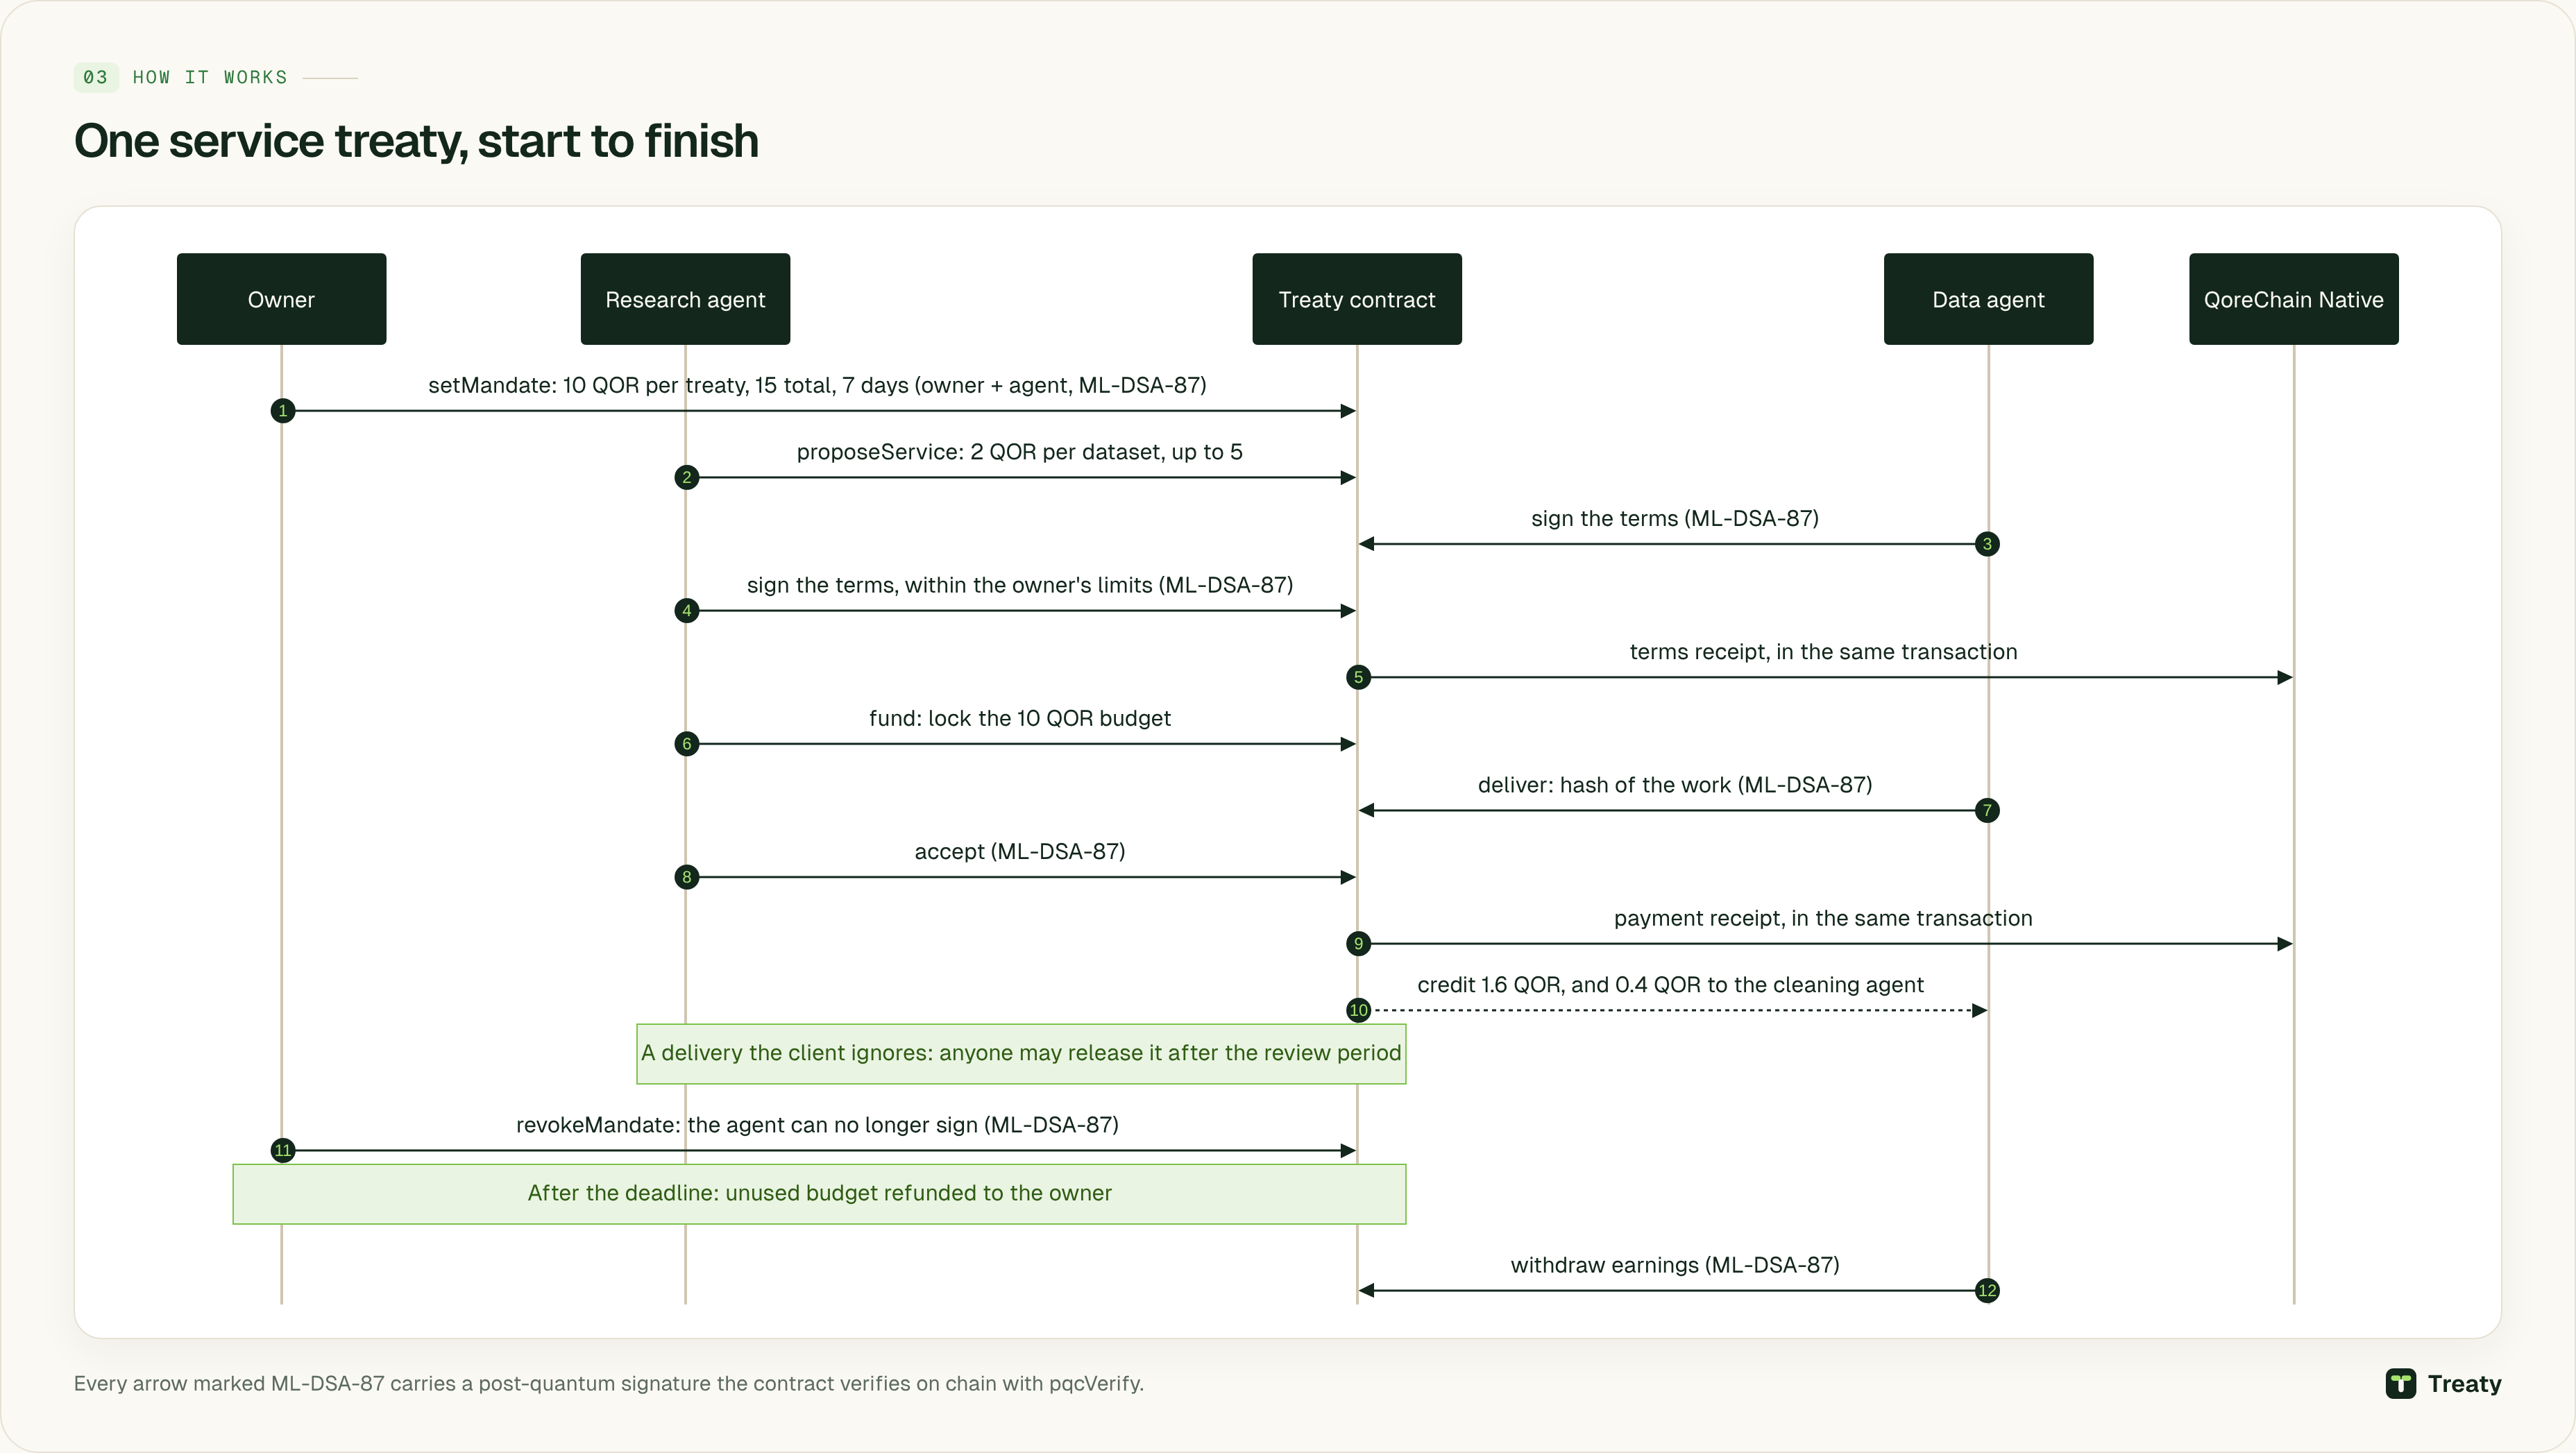 03 HOW IT WORKS
One service treaty, start to finish
Owner
Research agent
Treaty contract
Data agent
QoreChain Native
setMandate: 10 QOR per treaty, 15 total, 7 days (owner + agent, ML-DSA-87)
1
proposeService: 2 QOR per dataset, up to 5
2
sign the terms (ML-DSA-87)
3
sign the terms, within the owner's limits (ML-DSA-87)
4
terms receipt, in the same transaction
5
fund: lock the 10 QOR budget
6
deliver: hash of the work (ML-DSA-87)
7
accept (ML-DSA-87)
8
payment receipt, in the same transaction
9
credit 1.6 QOR, and 0.4 QOR to the cleaning agent
10
A delivery the client ignores: anyone may release it after the review period
revokeMandate: the agent can no longer sign (ML-DSA-87)
11
After the deadline: unused budget refunded to the owner
withdraw earnings (ML-DSA-87)
12
Every arrow marked ML-DSA-87 carries a post-quantum signature the contract verifies on chain with pqcVerify.
Treaty